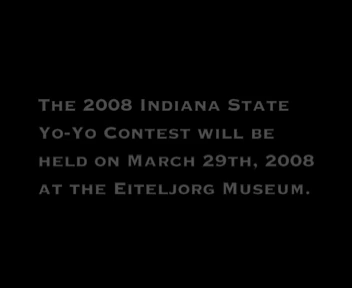 The 2008 Indiana State
Yo-Yo Contest will be
held on March 29th, 2008
at the Eiteljorg Museum.